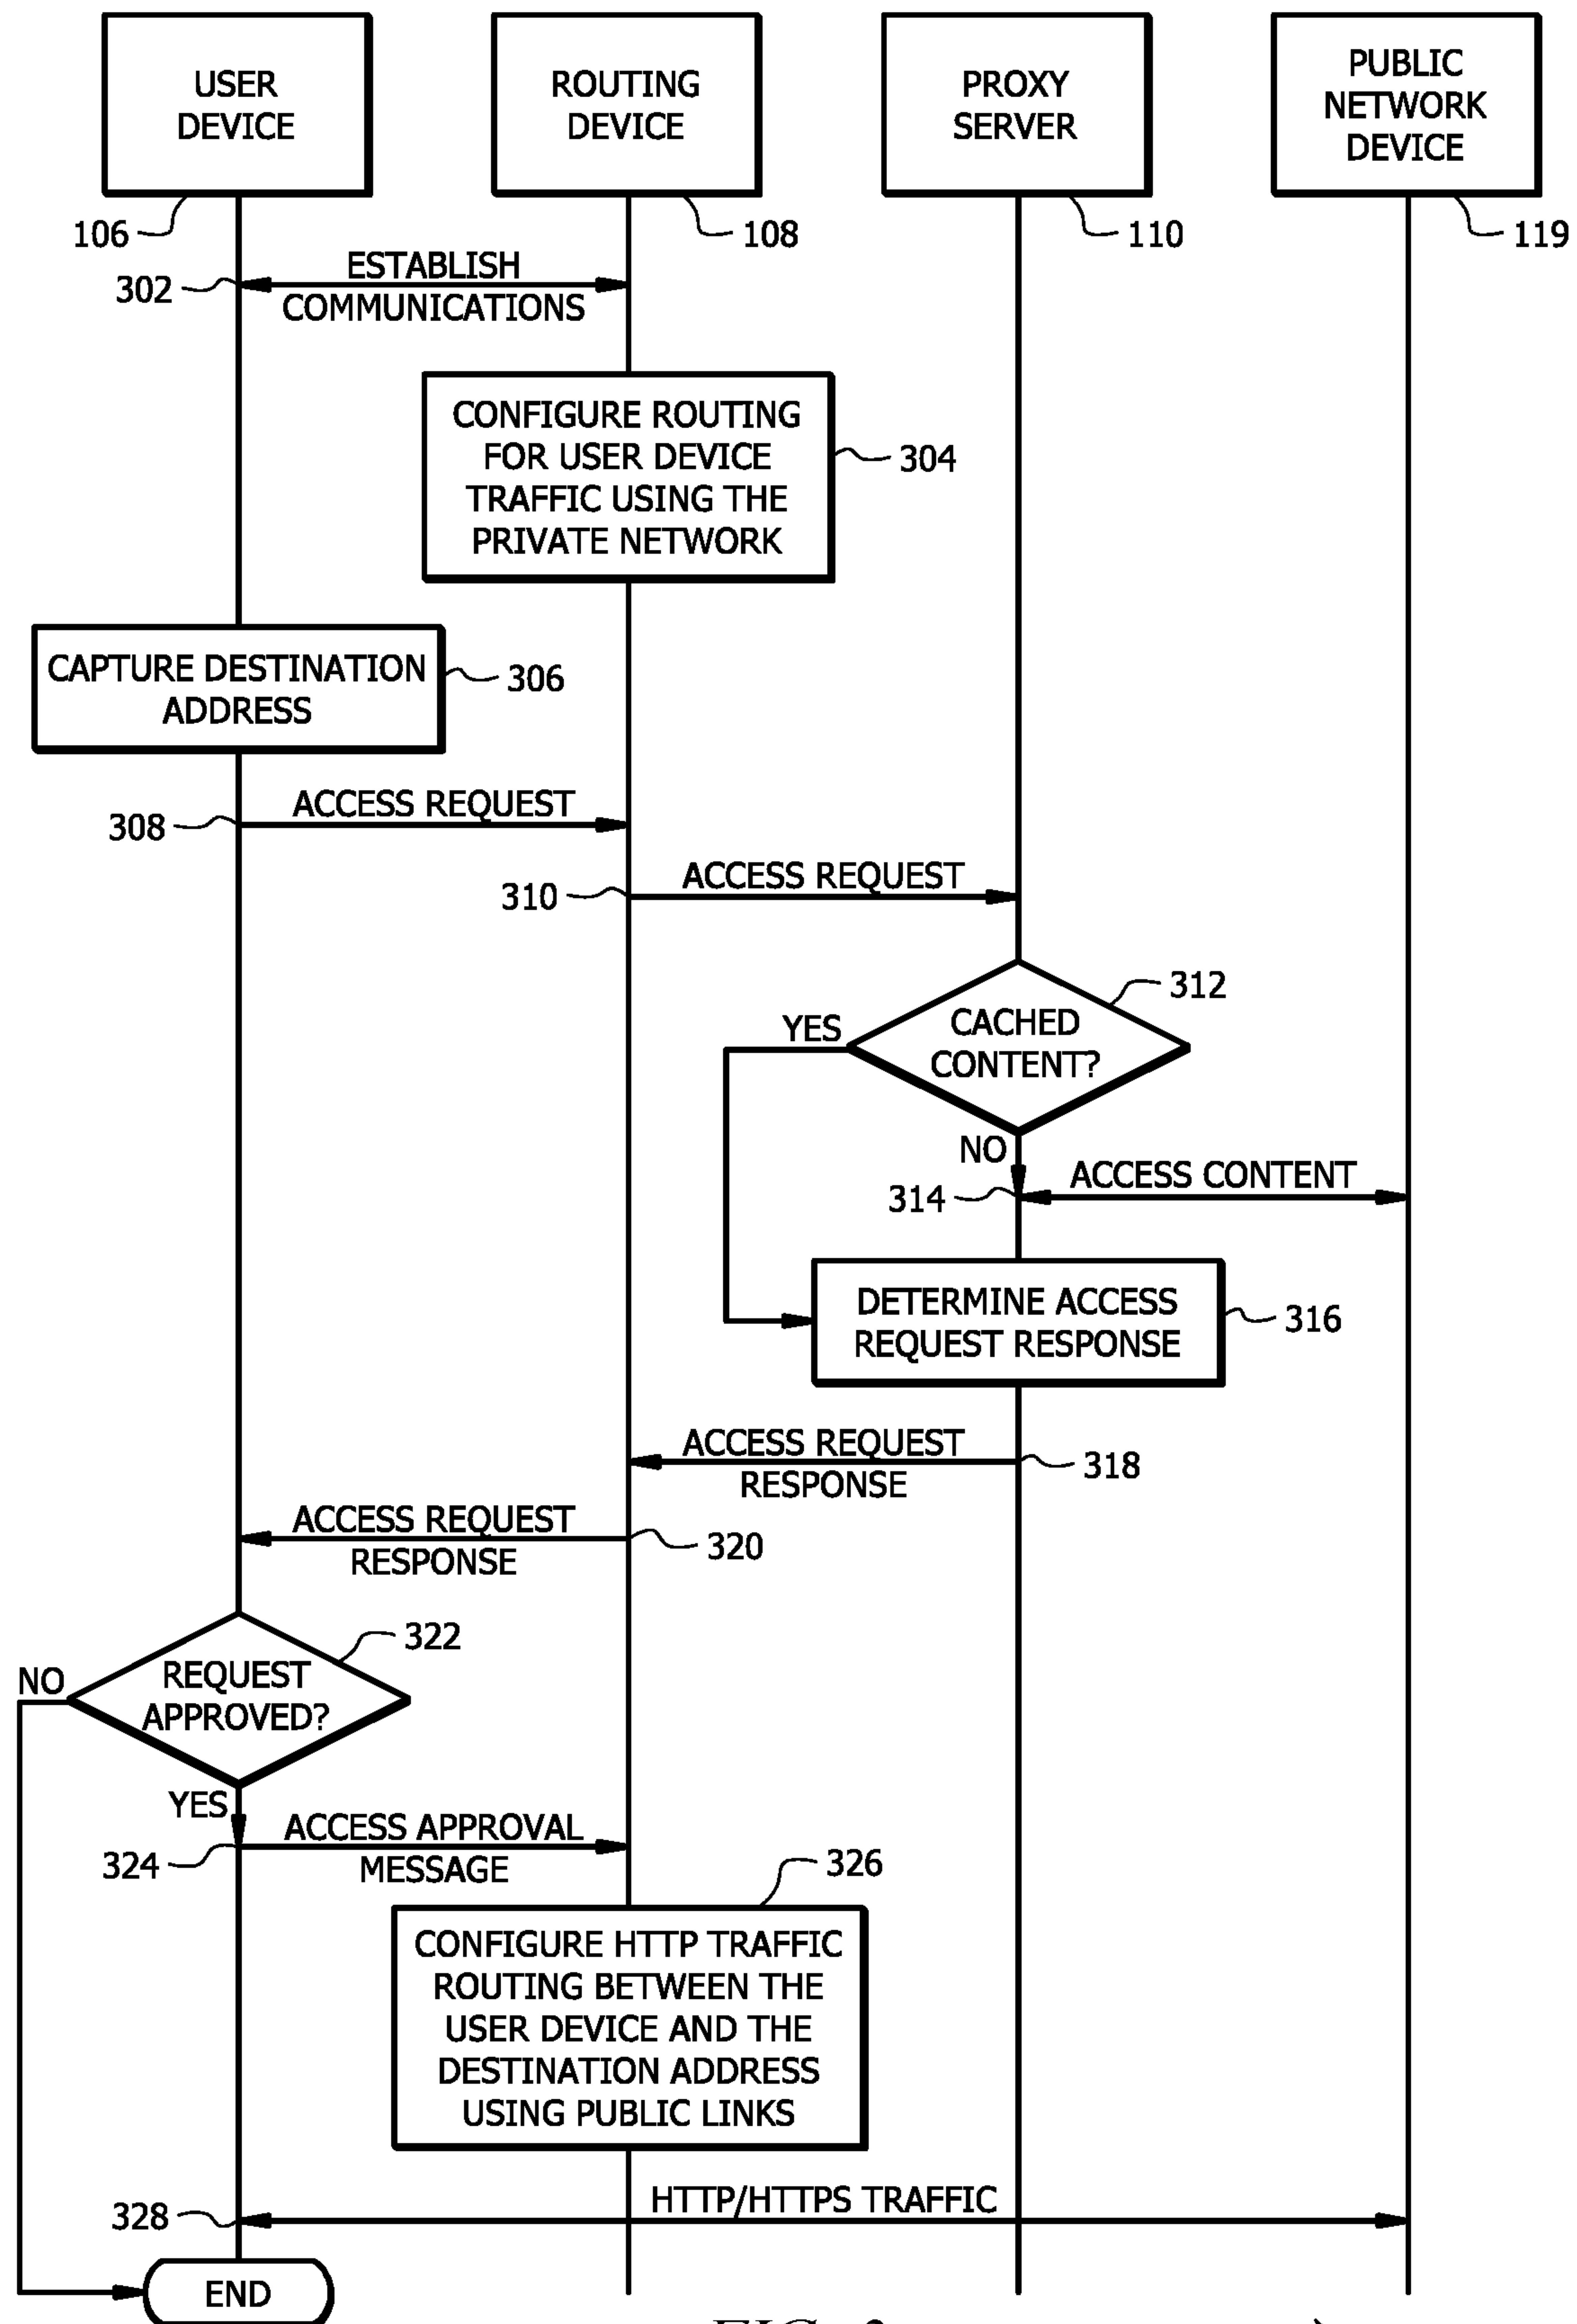 USER
DEVICE
ROUTING
DEVICE
PROXY
SERVER
PUBLIC
NETWORK
DEVICE
106
108
110
119
302
ESTABLISH
COMMUNICATIONS
CONFIGURE ROUTING
FOR USER DEVICE
TRAFFIC USING THE
PRIVATE NETWORK
304
CAPTURE DESTINATION
ADDRESS
306
308
ACCESS REQUEST
310
ACCESS REQUEST
312
YES
CACHED
CONTENT?
NO
314
ACCESS CONTENT
DETERMINE ACCESS
REQUEST RESPONSE
316
ACCESS REQUEST
RESPONSE
318
ACCESS REQUEST
RESPONSE
320
322
NO
REQUEST
APPROVED?
YES
324
ACCESS APPROVAL
MESSAGE
326
CONFIGURE HTTP TRAFFIC
ROUTING BETWEEN THE
USER DEVICE AND THE
DESTINATION ADDRESS
USING PUBLIC LINKS
328
HTTP/HTTPS TRAFFIC
END